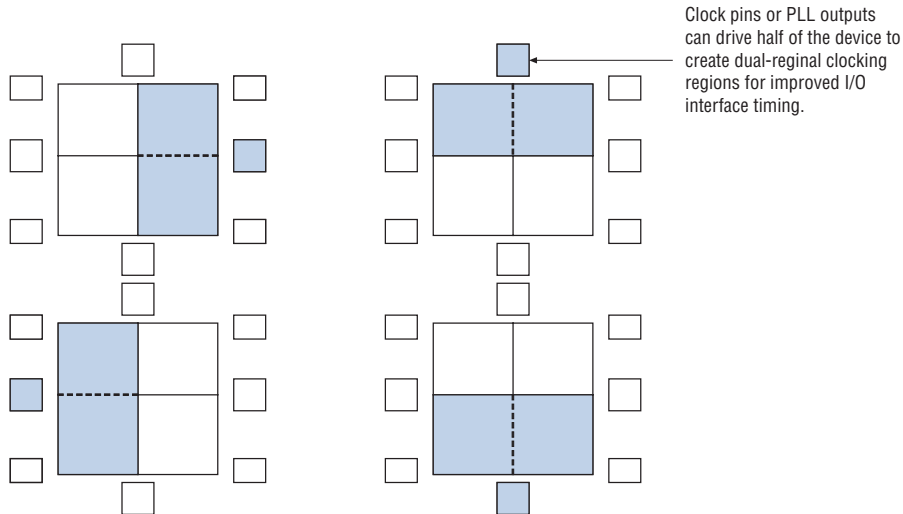 Clock pins or PLL outputs
can drive half of the device to
create dual-reginal clocking
regions for improved I/O
interface timing.